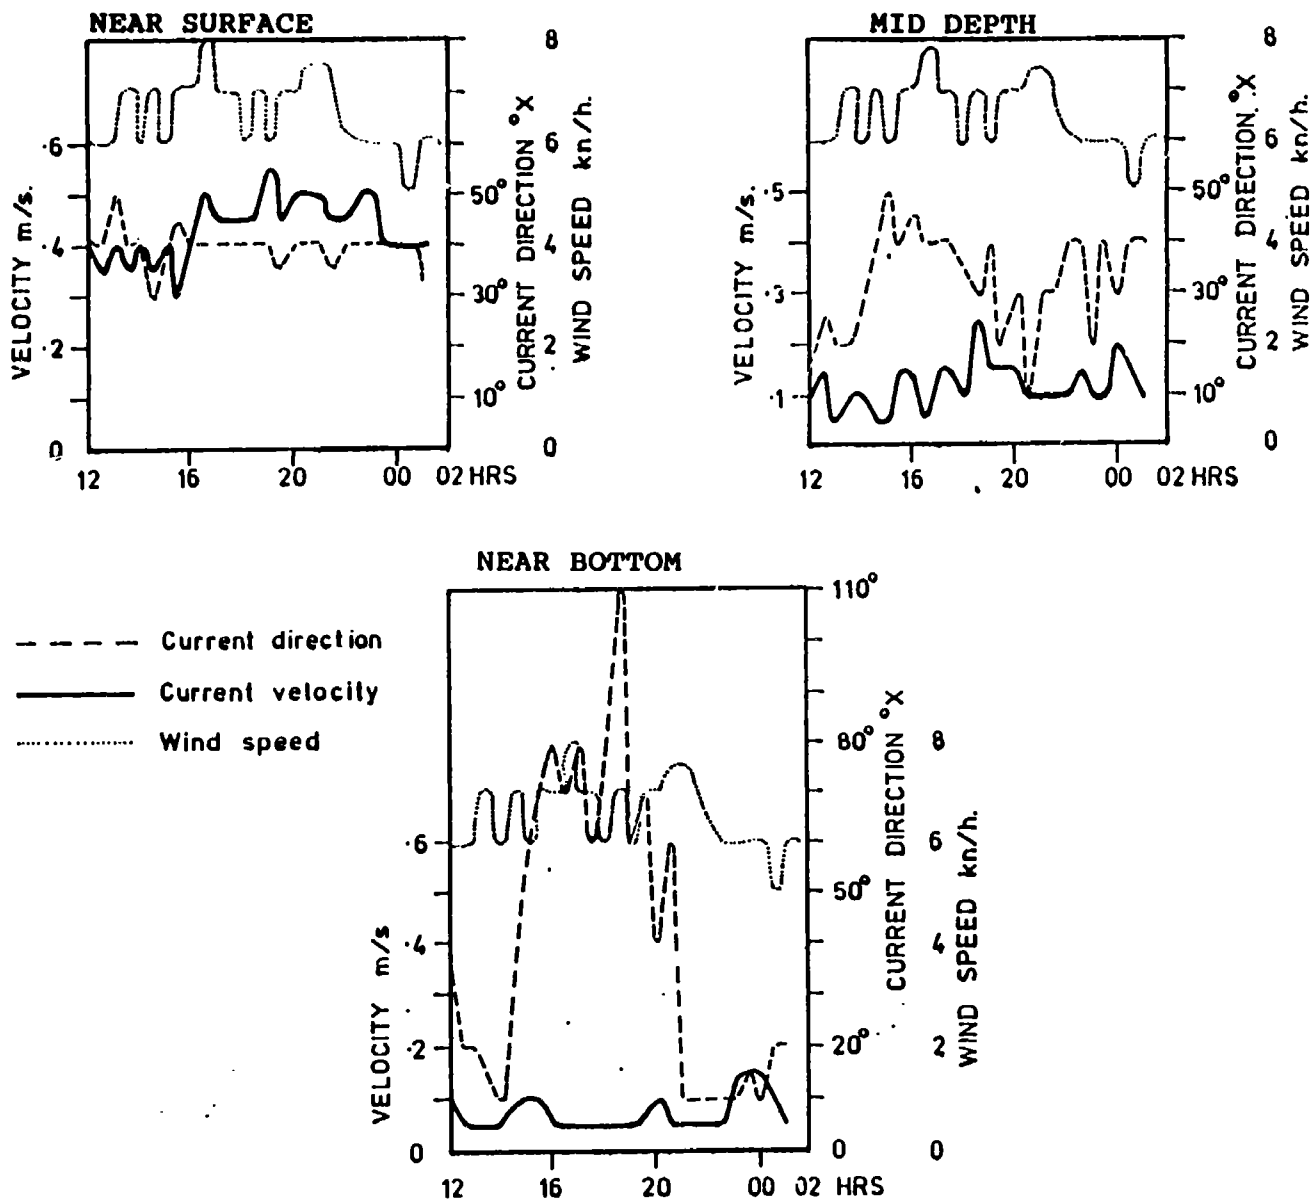 NEAR SURFACE
·6
·4
·2
0
VELOCITY m/s.
50°
30°
10°
CURRENT DIRECTION °X
8
6
4
2
0
WIND SPEED kn/h.
12 16 20 00 02 HRS
MID DEPTH
·5
·3
·1
VELOCITY m/s.
50°
30°
10°
CURRENT DIRECTION °X
8
6
4
2
0
WIND SPEED kn/h.
12 16 20 00 02 HRS
NEAR BOTTOM
Current direction
Current velocity
Wind speed
·6
·4
·2
0
VELOCITY m/s
110°
80°
50°
20°
0
CURRENT DIRECTION °X
8
6
4
2
0
WIND SPEED kn/h.
12 16 20 00 02 HRS